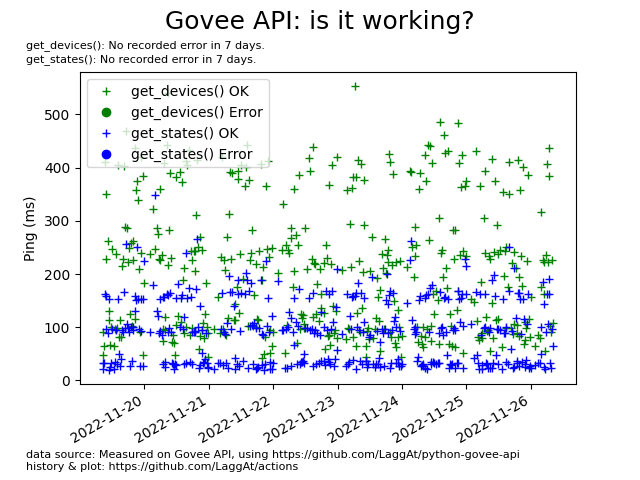 Govee API: is it working?
get_devices(): No recorded error in 7 days.
get_states(): No recorded error in 7 days.
get_devices() OK
get_devices() Error
get_states() OK
get_states() Error
Ping (ms)
500
400
300
200
100
0
2022-11-20
2022-11-21
2022-11-22
2022-11-23
2022-11-24
2022-11-25
2022-11-26
data source: Measured on Govee API, using https://github.com/LaggAt/python-govee-api
history & plot: https://github.com/LaggAt/actions